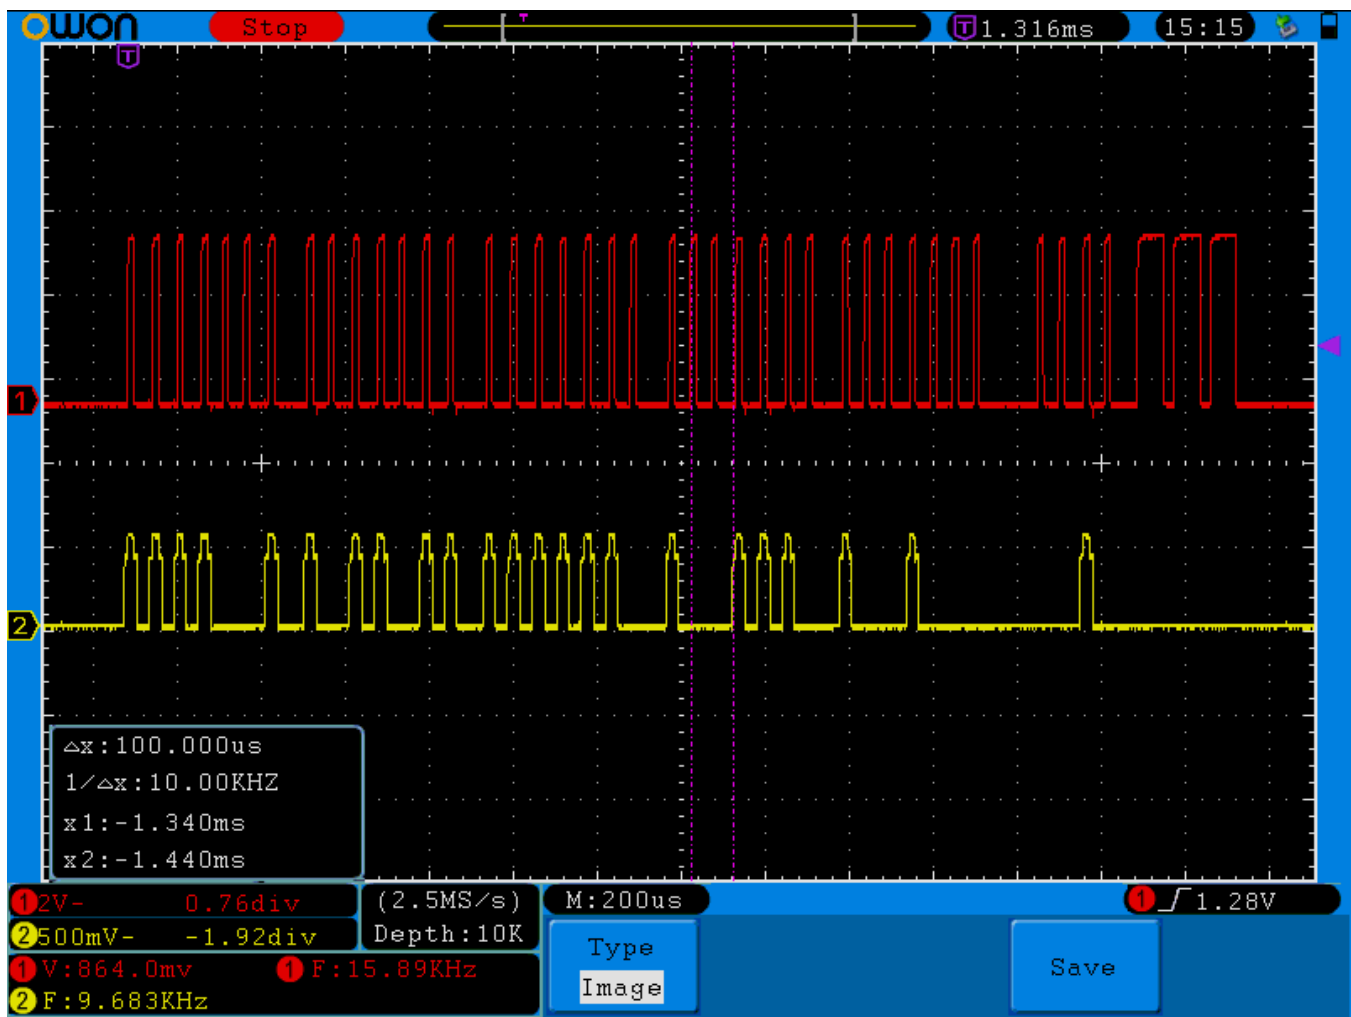 owon Stop T T 1.316ms 15:15
T
1
2
△x:100.000us
1/△x:10.00KHZ
x1:-1.340ms
x2:-1.440ms
1 2V- 0.76div (2.5MS/s) M:200us 1 1.28V
2 500mV- -1.92div Depth:10K
Type
Image
Save
1 V:864.0mv 1 F:15.89KHz
2 F:9.683KHz